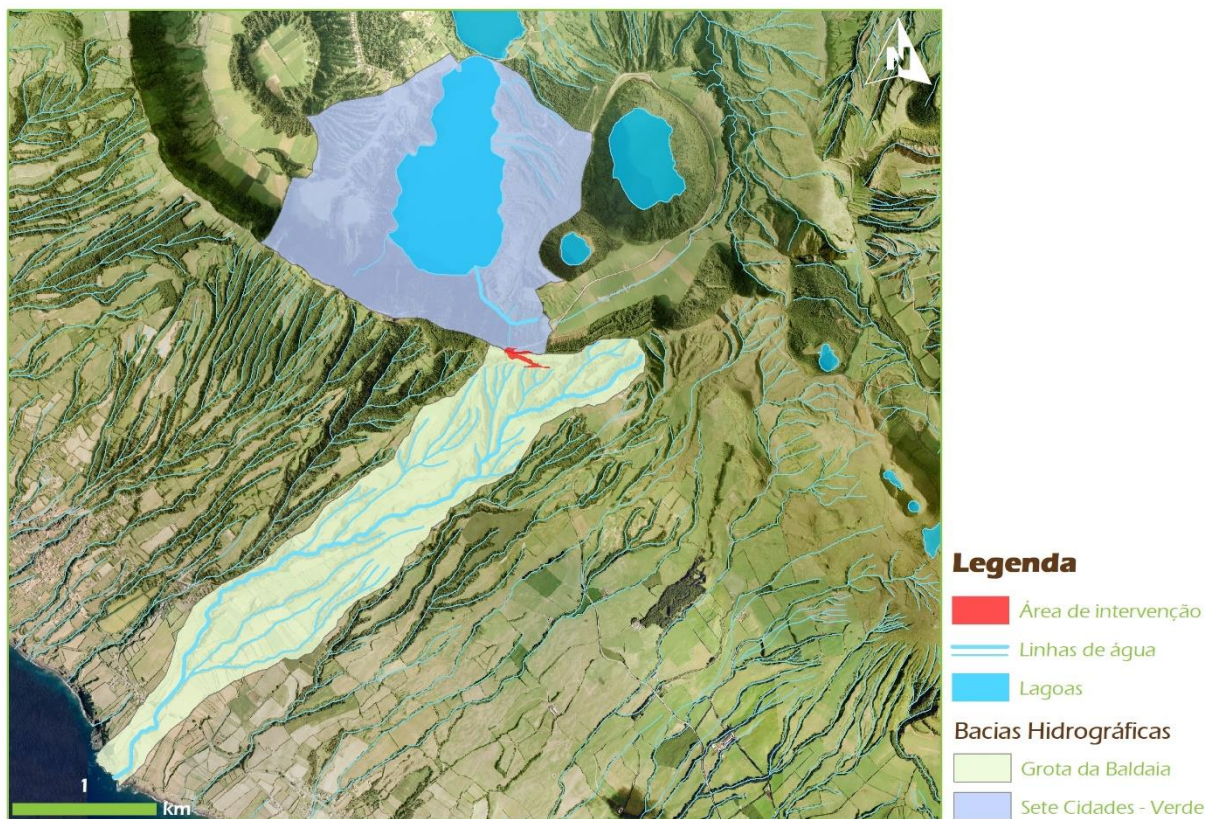 N
1
km
Legenda
Área de intervenção
Linhas de água
Lagoas
Bacias Hidrográficas
Grota da Baldaia
Sete Cidades - Verde